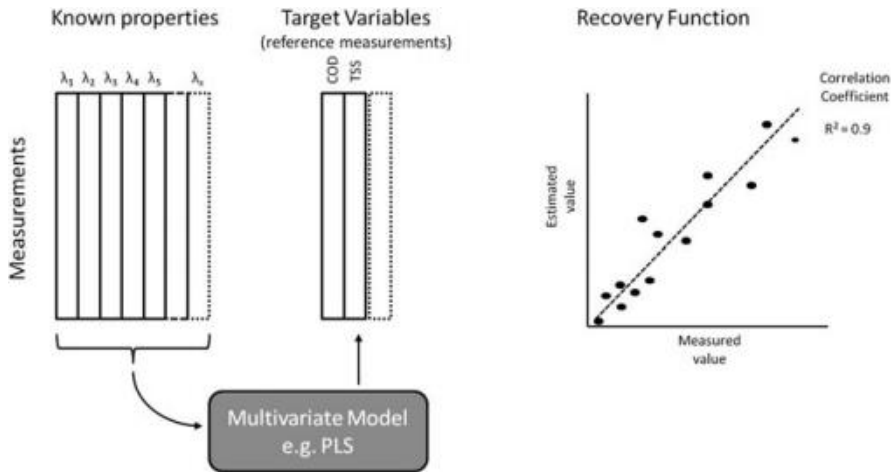 Known properties
Target Variables
(reference measurements)
Recovery Function
λ₁ λ₂ λ₃ λ₄ λ₅
COD
TSS
Measurements
Correlation
Coefficient
R² = 0.9
Estimated
value
Measured
value
Multivariate Model
e.g. PLS